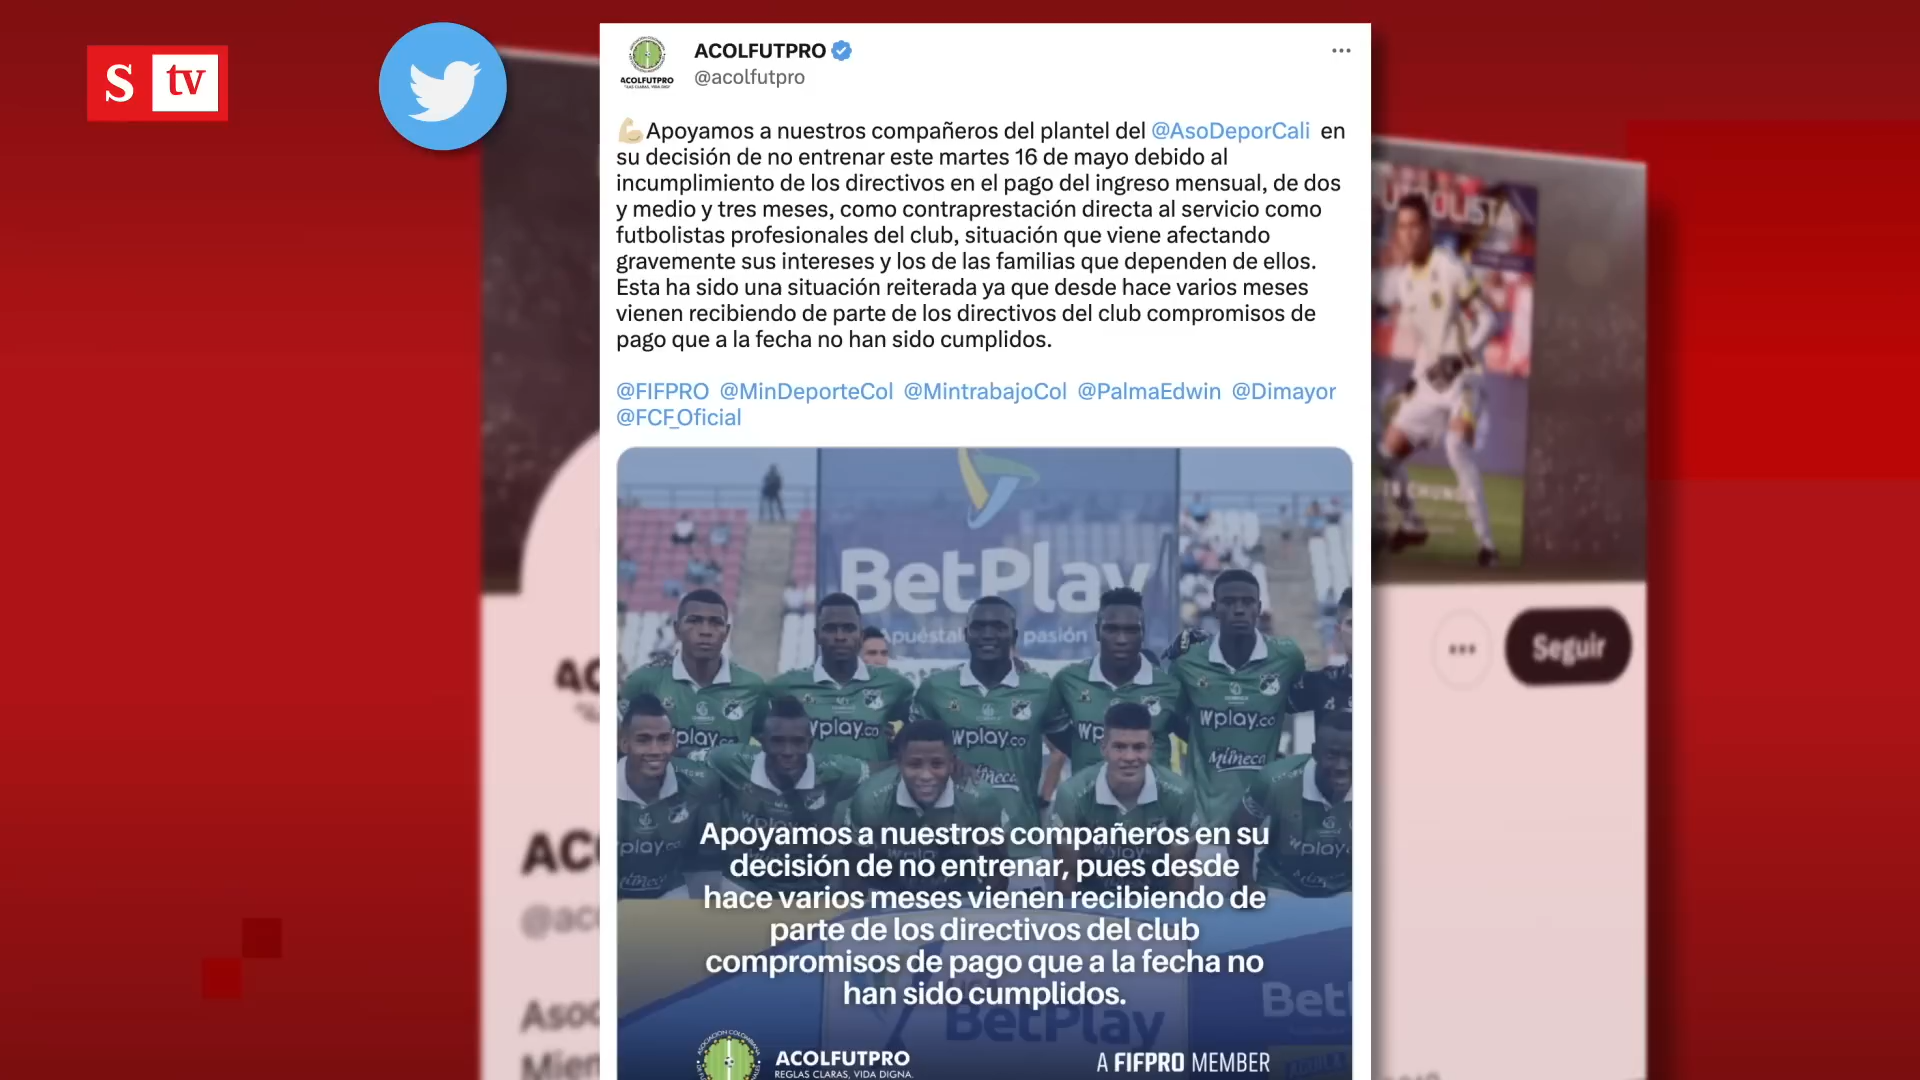 S tv
ACOLFUTPRO
@acolfutpro
ACOLFUTPRO
Apoyamos a nuestros compañeros del plantel del @AsoDeporCali en
su decisión de no entrenar este martes 16 de mayo debido al
incumplimiento de los directivos en el pago del ingreso mensual, de dos
y medio y tres meses, como contraprestación directa al servicio como
futbolistas profesionales del club, situación que viene afectando
gravemente sus intereses y los de las familias que dependen de ellos.
Esta ha sido una situación reiterada ya que desde hace varios meses
vienen recibiendo de parte de los directivos del club compromisos de
pago que a la fecha no han sido cumplidos.
@FIFPRO @MinDeporteCol @MintrabajoCol @PalmaEdwin @Dimayor
@FCF_Oficial
Seguir
BetPlay
pasión
Wplay.co
Apoyamos a nuestros compañeros en su
decisión de no entrenar, pues desde
hace varios meses vienen recibiendo de
parte de los directivos del club
compromisos de pago que a la fecha no
han sido cumplidos.
BetPlay
ACOLFUTPRO
REGLAS CLARAS, VIDA DIGNA.
A FIFPRO MEMBER